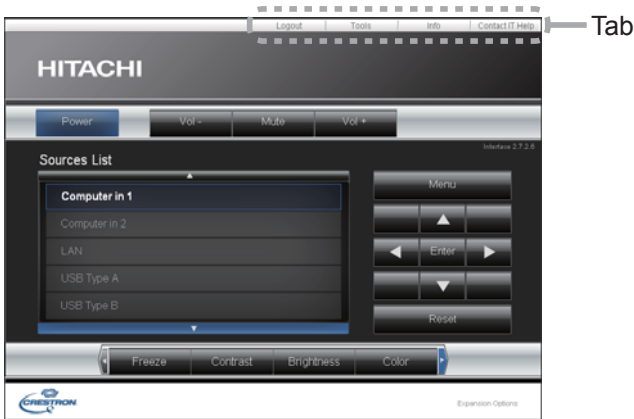 Logout Tools Info Contact IT Help
Tab
HITACHI
Power Vol - Mute Vol +
Interface 2.7.2.6
Sources List
Computer in 1
Computer in 2
LAN
USB Type A
USB Type B
Menu
Enter
Reset
Freeze Contrast Brightness Color
CRESTRON
Expansion Options